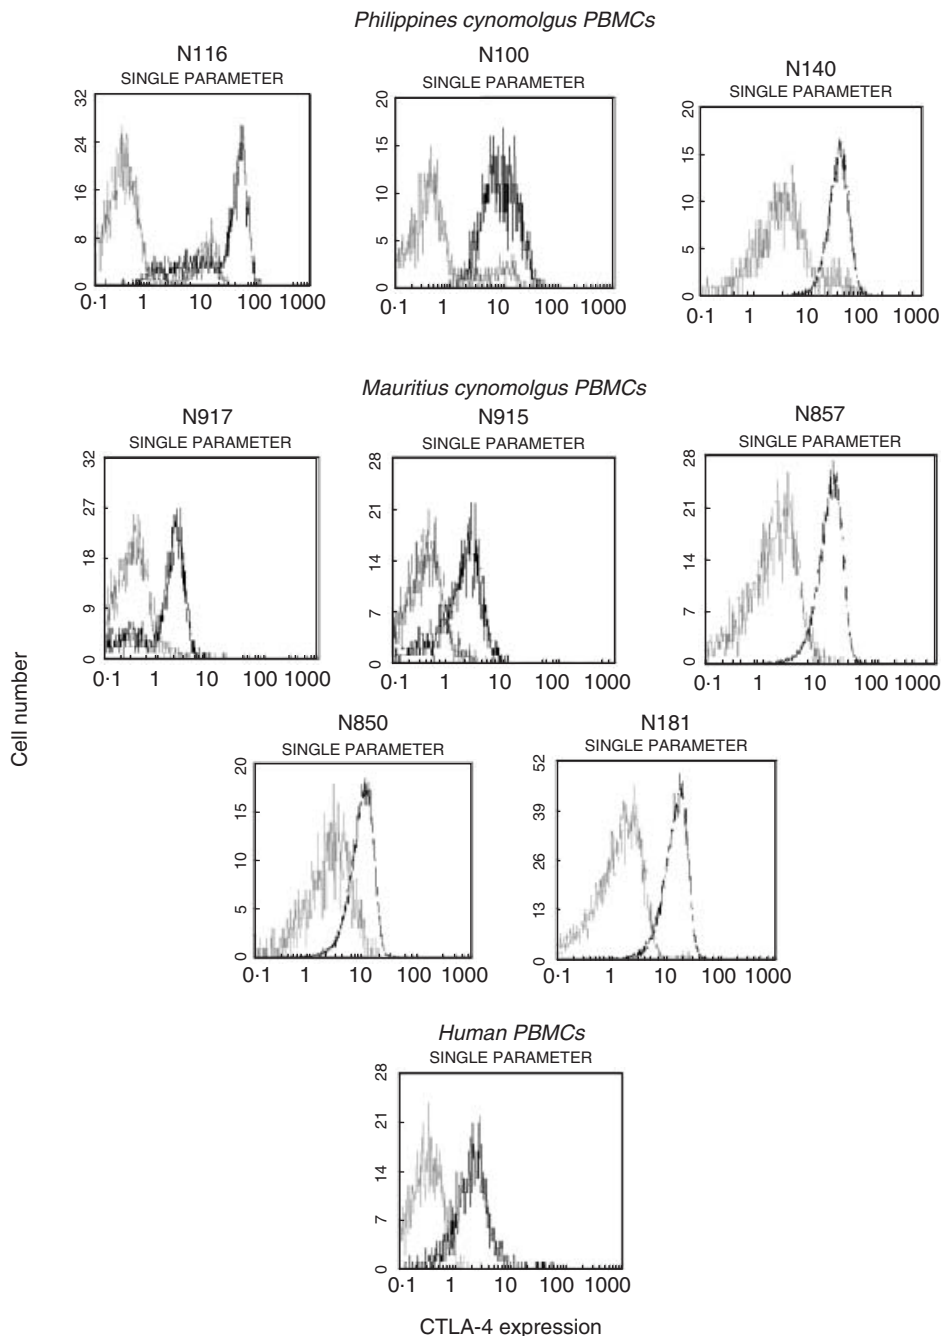 Philippines cynomolgus PBMCs
N116
SINGLE PARAMETER
32
24
16
8
0
0·1 1 10 100 1000
N100
SINGLE PARAMETER
20
15
10
5
0
0·1 1 10 100 1000
N140
SINGLE PARAMETER
20
15
10
5
0
0·1 1 10 100 1000
Mauritius cynomolgus PBMCs
N917
SINGLE PARAMETER
32
27
18
9
0
0·1 1 10 100 1000
N915
SINGLE PARAMETER
28
21
14
7
0
0·1 1 10 100 1000
N857
SINGLE PARAMETER
28
21
14
7
0
0·1 1 10 100 1000
Cell number
N850
SINGLE PARAMETER
20
15
10
5
0
0·1 1 10 100 1000
N181
SINGLE PARAMETER
52
39
26
13
0
0·1 1 10 100 1000
Human PBMCs
SINGLE PARAMETER
28
21
14
7
0
0·1 1 10 100 1000
CTLA-4 expression